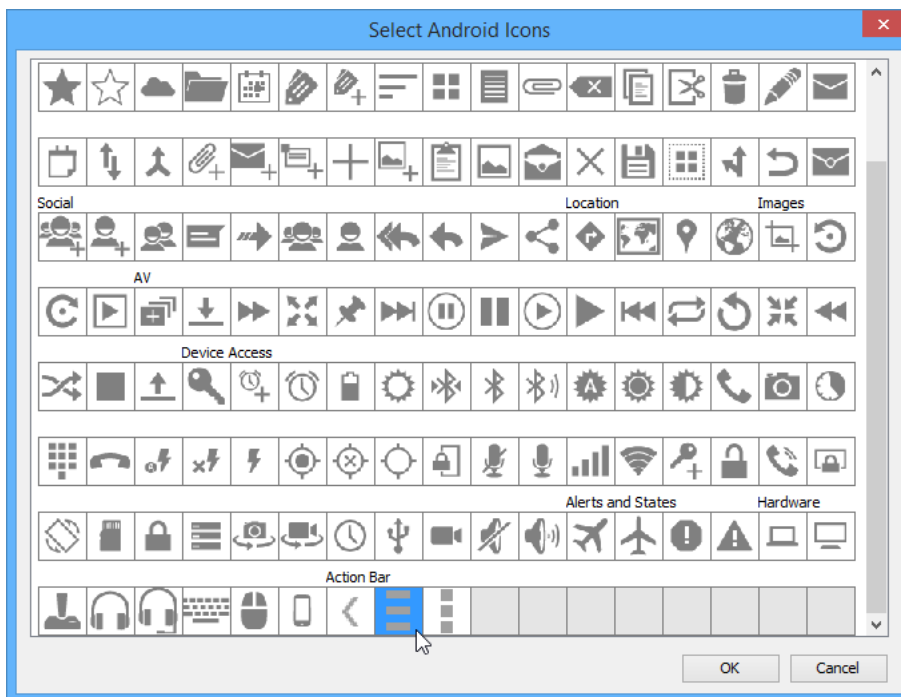 Select Android Icons
Social
Location
Images
AV
Device Access
Alerts and States
Hardware
Action Bar
OK
Cancel